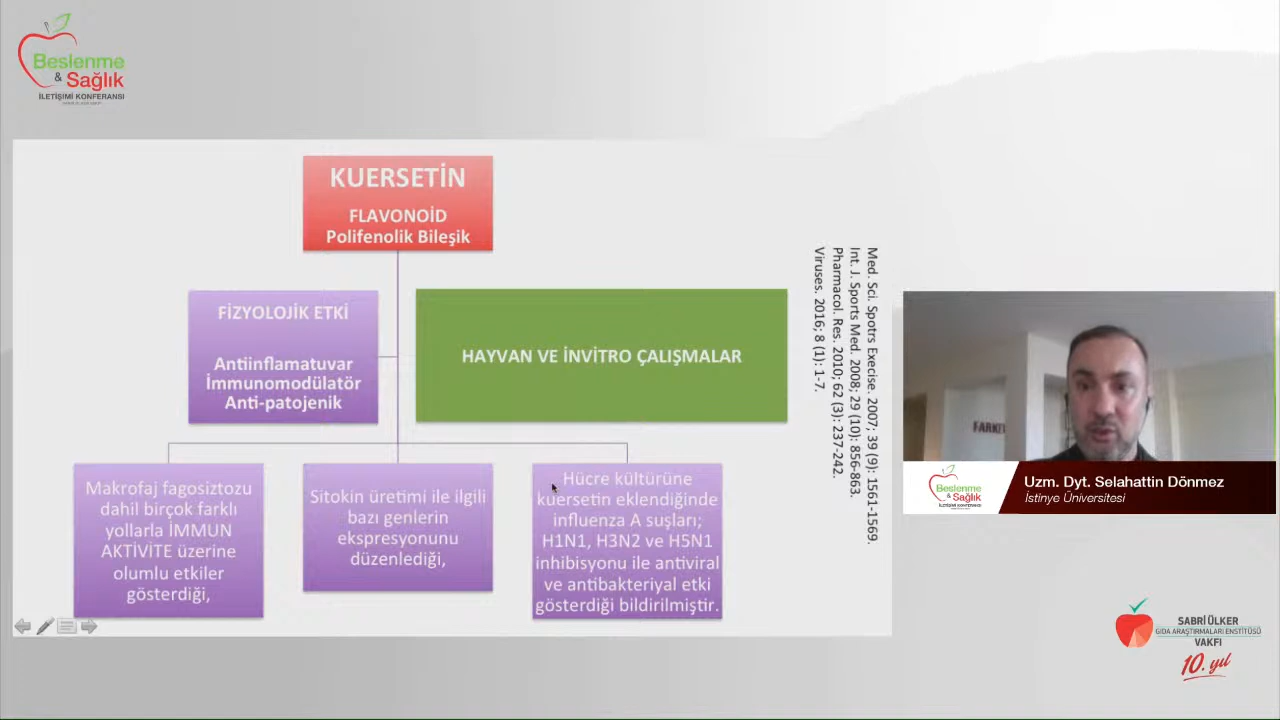 Beslenme
& Sağlık
İLETİŞİMİ KONFERANSI
KUERSETİN
FLAVONOİD
Polifenolik Bileşik
FİZYOLOJİK ETKİ
Antiinflamatuvar
İmmunomodülatör
Anti-patojenik
HAYVAN VE İNVİTRO ÇALIŞMALAR
Makrofaj fagosiztozu
dahil birçok farklı
yollarla İMMUN
AKTİVİTE üzerine
olumlu etkiler
gösterdiği,
Sitokin üretimi ile ilgili
bazı genlerin
ekspresyonunu
düzenlediği,
Hücre kültürüne
kuersetin eklendiğinde
influenza A suşları;
H1N1, H3N2 ve H5N1
inhibisyonu ile antiviral
ve antibakteriyal etki
gösterdiği bildirilmiştir.
Med. Sci. Spotrs Execise. 2007; 39 (9): 1561-1569.
Int. J. Sports Med. 2008; 29 (10): 856-863.
Pharmacol. Res. 2010; 62 (3): 237-242.
Viruses. 2016; 8 (1): 1-7.
Beslenme
& Sağlık
Uzm. Dyt. Selahattin Dönmez
İstinye Üniversitesi
SABRİ ÜLKER
GIDA ARAŞTIRMALARI ENSTİTÜSÜ
VAKFI
10. yıl